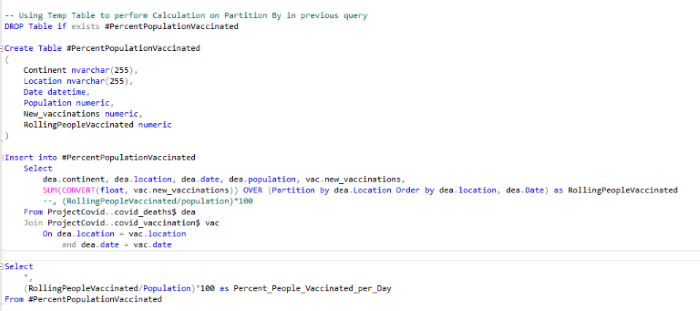 -- Using Temp Table to perform Calculation on Partition By in previous query
DROP Table if exists #PercentPopulationVaccinated
Create Table #PercentPopulationVaccinated
(
Continent nvarchar(255),
Location nvarchar(255),
Date datetime,
Population numeric,
New_vaccinations numeric,
RollingPeopleVaccinated numeric
)
Insert into #PercentPopulationVaccinated
Select
dea.continent, dea.location, dea.date, dea.population, vac.new_vaccinations,
SUM(CONVERT(float, vac.new_vaccinations)) OVER (Partition by dea.Location Order by dea.location, dea.Date) as RollingPeopleVaccinated
--, (RollingPeopleVaccinated/population)*100
From ProjectCovid..covid_deaths$ dea
Join ProjectCovid..covid_vaccination$ vac
On dea.location = vac.location
and dea.date = vac.date
Select
*,
(RollingPeopleVaccinated/Population)*100 as Percent_People_Vaccinated_per_Day
From #PercentPopulationVaccinated